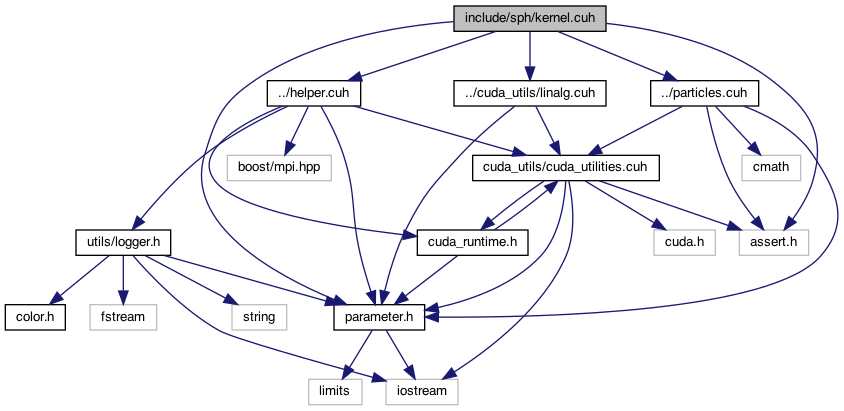 include/sph/kernel.cuh
../helper.cuh
../cuda_utils/linalg.cuh
../particles.cuh
boost/mpi.hpp
cuda_utils/cuda_utilities.cuh
cmath
utils/logger.h
cuda_runtime.h
cuda.h
assert.h
color.h
fstream
string
parameter.h
limits
iostream